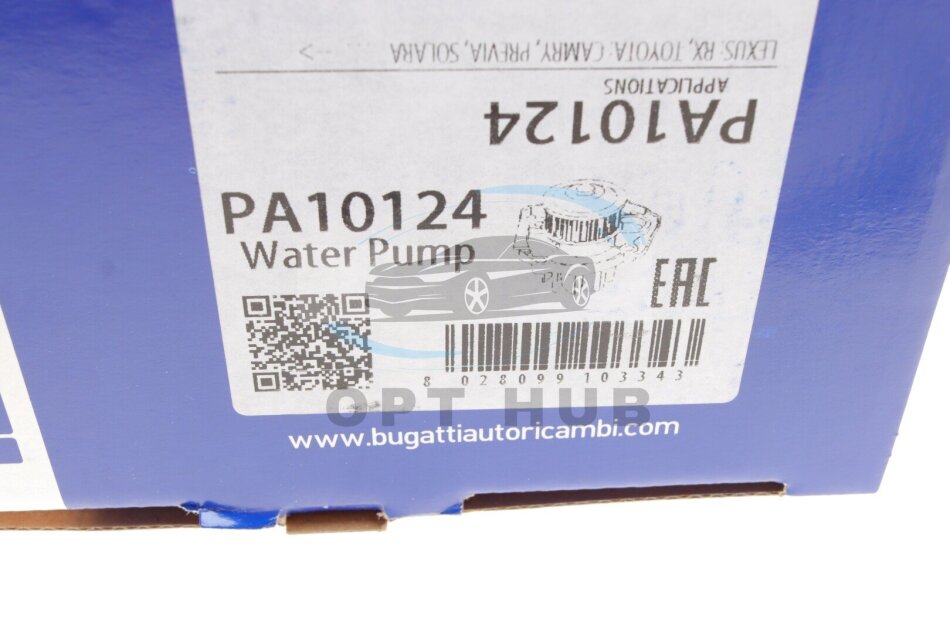 LEXUS: RX, TOYOTA: CAMRY, PREVIA, SOLARA ... -->
APPLICATIONS
PA10124
PA10124
Water Pump
EAC
8 028099 103343
OPT HUB
www.bugattiautoricambi.com